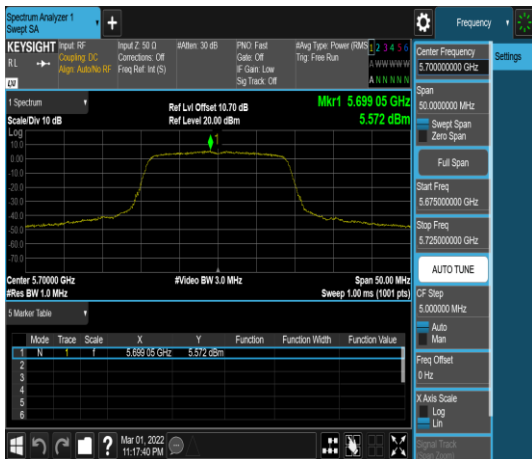 Spectrum Analyzer 1
Swept SA
+
Frequency
Settings
KEYSIGHT
RL
LXI
Input: RF
Coupling: DC
Align: Auto/No RF
Input Z: 50 Ω
Corrections: Off
Freq Ref: Int (S)
#Atten: 30 dB
PNO: Fast
Gate: Off
IF Gain: Low
Sig Track: Off
#Avg Type: Power (RMS
Trig: Free Run
1 2 3 4 5 6
A W W W W W
A N N N N N
1 Spectrum
Scale/Div 10 dB
Ref Lvl Offset 10.70 dB
Ref Level 20.00 dBm
Mkr1 5.699 05 GHz
5.572 dBm
Log
10.0
0.00
-10.0
-20.0
-30.0
-40.0
-50.0
-60.0
-70.0
1
Center 5.70000 GHz
#Res BW 1.0 MHz
#Video BW 3.0 MHz
Span 50.00 MHz
Sweep 1.00 ms (1001 pts)
5 Marker Table
Mode Trace Scale X Y Function Function Width Function Value
1 N 1 f 5.699 05 GHz 5.572 dBm
2
3
4
5
6
Mar 01, 2022
11:17:40 PM
Center Frequency
5.700000000 GHz
Span
50.0000000 MHz
Swept Span
Zero Span
Full Span
Start Freq
5.675000000 GHz
Stop Freq
5.725000000 GHz
AUTO TUNE
CF Step
5.000000 MHz
Auto
Man
Freq Offset
0 Hz
X Axis Scale
Log
Lin
Signal Track
(Span Zoom)